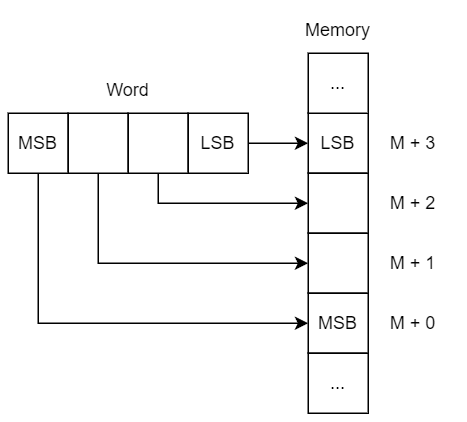 Memory
...
Word
MSB
LSB
LSB
M + 3
M + 2
M + 1
MSB
M + 0
...